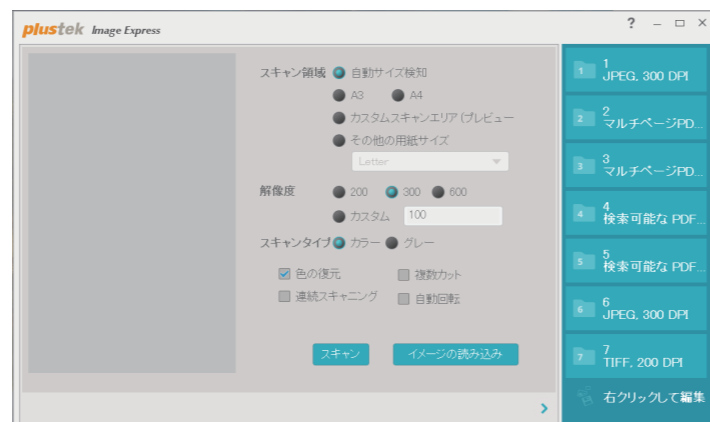 plustek Image Express
? – □ ×
スキャン領域 自動サイズ検知
A3 A4
カスタムスキャンエリア (プレビュー
その他の用紙サイズ
Letter
解像度 200 300 600
カスタム 100
スキャンタイプ カラー グレー
色の復元 複数カット
連続スキャニング 自動回転
スキャン イメージの読み込み
1 1
JPEG, 300 DPI
2 2
マルチページPD...
3 3
マルチページPD...
4 4
検索可能な PDF...
5 5
検索可能な PDF...
6 6
JPEG, 300 DPI
7 7
TIFF, 200 DPI
右クリックして編集